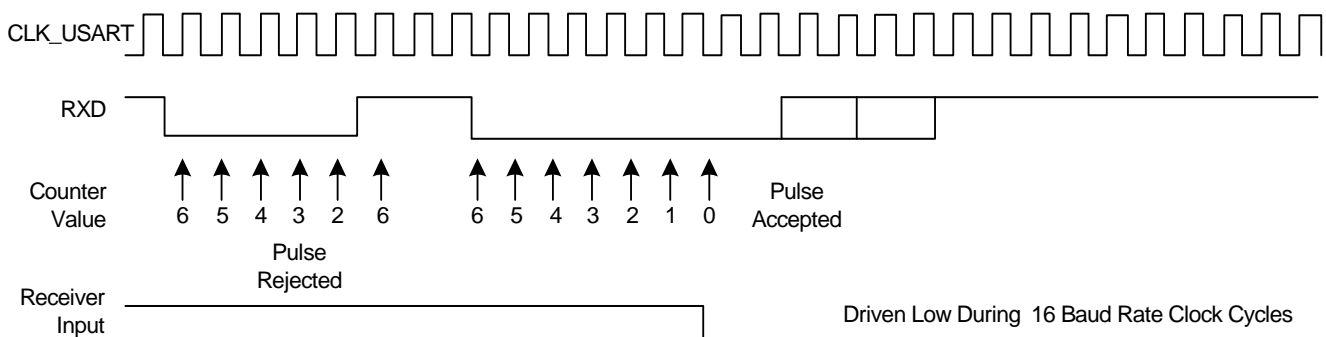 CLK_USART
RXD
Counter
Value
6 5 4 3 2 6 6 5 4 3 2 1 0
Pulse
Accepted
Pulse
Rejected
Receiver
Input
Driven Low During 16 Baud Rate Clock Cycles